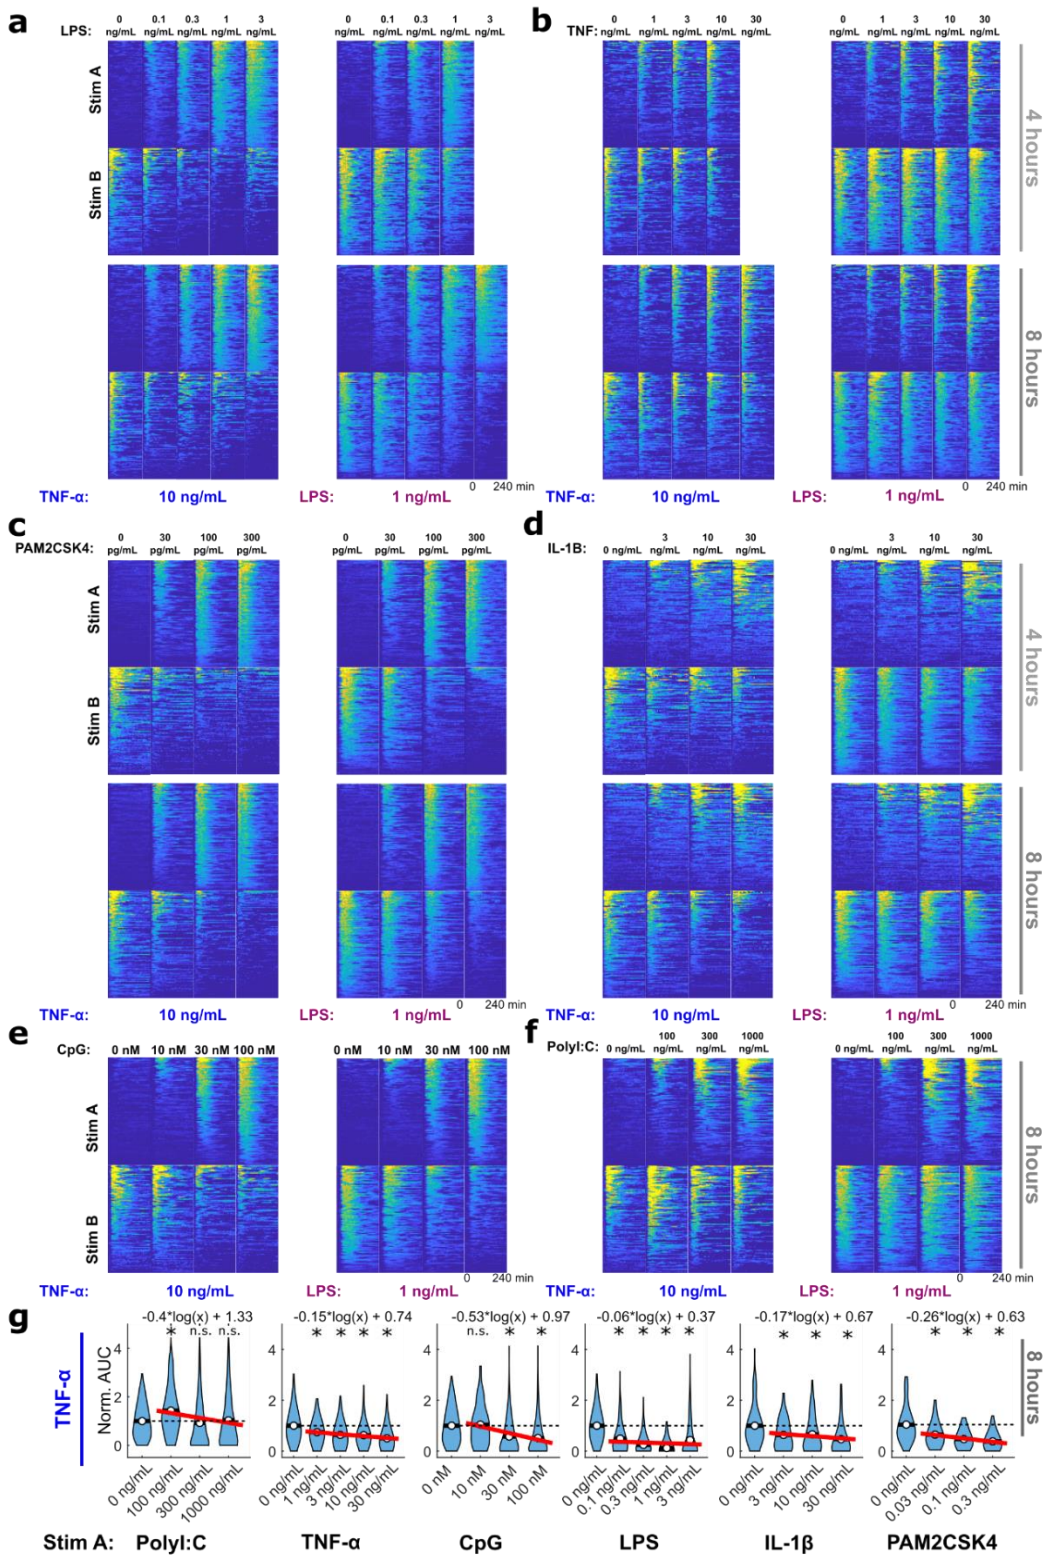 a
LPS:
0 ng/mL 0.1 ng/mL 0.3 ng/mL 1 ng/mL 3 ng/mL
0 ng/mL 0.1 ng/mL 0.3 ng/mL 1 ng/mL 3 ng/mL
b
TNF:
0 ng/mL 1 ng/mL 3 ng/mL 10 ng/mL 30 ng/mL
0 ng/mL 1 ng/mL 3 ng/mL 10 ng/mL 30 ng/mL
Stim A
Stim B
4 hours
8 hours
0 240 min
0 240 min
TNF-α: 10 ng/mL LPS: 1 ng/mL
TNF-α: 10 ng/mL LPS: 1 ng/mL
c
PAM2CSK4:
0 pg/mL 30 pg/mL 100 pg/mL 300 pg/mL
0 pg/mL 30 pg/mL 100 pg/mL 300 pg/mL
d
IL-1B:
0 ng/mL 3 ng/mL 10 ng/mL 30 ng/mL
0 ng/mL 3 ng/mL 10 ng/mL 30 ng/mL
Stim A
Stim B
4 hours
8 hours
0 240 min
0 240 min
TNF-α: 10 ng/mL LPS: 1 ng/mL
TNF-α: 10 ng/mL LPS: 1 ng/mL
e
CpG: 0 nM 10 nM 30 nM 100 nM
0 nM 10 nM 30 nM 100 nM
f
PolyI:C
0 ng/mL 100 ng/mL 300 ng/mL 1000 ng/mL
0 ng/mL 100 ng/mL 300 ng/mL 1000 ng/mL
Stim A
Stim B
8 hours
0 240 min
0 240 min
TNF-α: 10 ng/mL LPS: 1 ng/mL
TNF-α: 10 ng/mL LPS: 1 ng/mL
g
TNF-α
Norm. AUC
-0.4*log(x) + 1.33
* n.s. n.s.
4
2
0
0 ng/mL 100 ng/mL 300 ng/mL 1000 ng/mL
-0.15*log(x) + 0.74
* * * *
4
2
0
0 ng/mL 1 ng/mL 3 ng/mL 10 ng/mL 30 ng/mL
-0.53*log(x) + 0.97
n.s. * *
4
2
0
0 nM 10 nM 30 nM 100 nM
-0.06*log(x) + 0.37
* * * *
4
2
0
0 ng/mL 0.1 ng/mL 0.3 ng/mL 1 ng/mL 3 ng/mL
-0.17*log(x) + 0.67
* * *
4
2
0
0 ng/mL 3 ng/mL 10 ng/mL 30 ng/mL
-0.26*log(x) + 0.63
* * *
4
2
0
0 ng/mL 0.03 ng/mL 0.1 ng/mL 0.3 ng/mL
8 hours
Stim A: PolyI:C TNF-α CpG LPS IL-1β PAM2CSK4